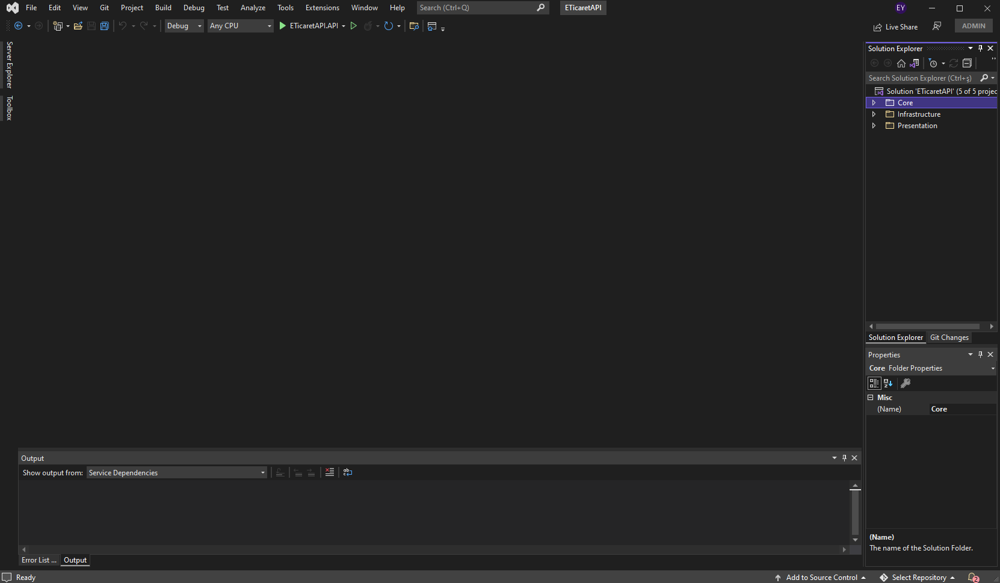 File Edit View Git Project Build Debug Test Analyze Tools Extensions Window Help Search (Ctrl+Q) ETicaretAPI EY
Debug Any CPU ETicaretAPI.API Live Share ADMIN
Server Explorer
Toolbox
Solution Explorer
Search Solution Explorer (Ctrl+ş)
Solution 'ETicaretAPI' (5 of 5 projec
Core
Infrastructure
Presentation
Solution Explorer Git Changes
Properties
Core Folder Properties
Misc
(Name) Core
(Name)
The name of the Solution Folder.
Output
Show output from: Service Dependencies
Error List ... Output
Ready Add to Source Control Select Repository 2